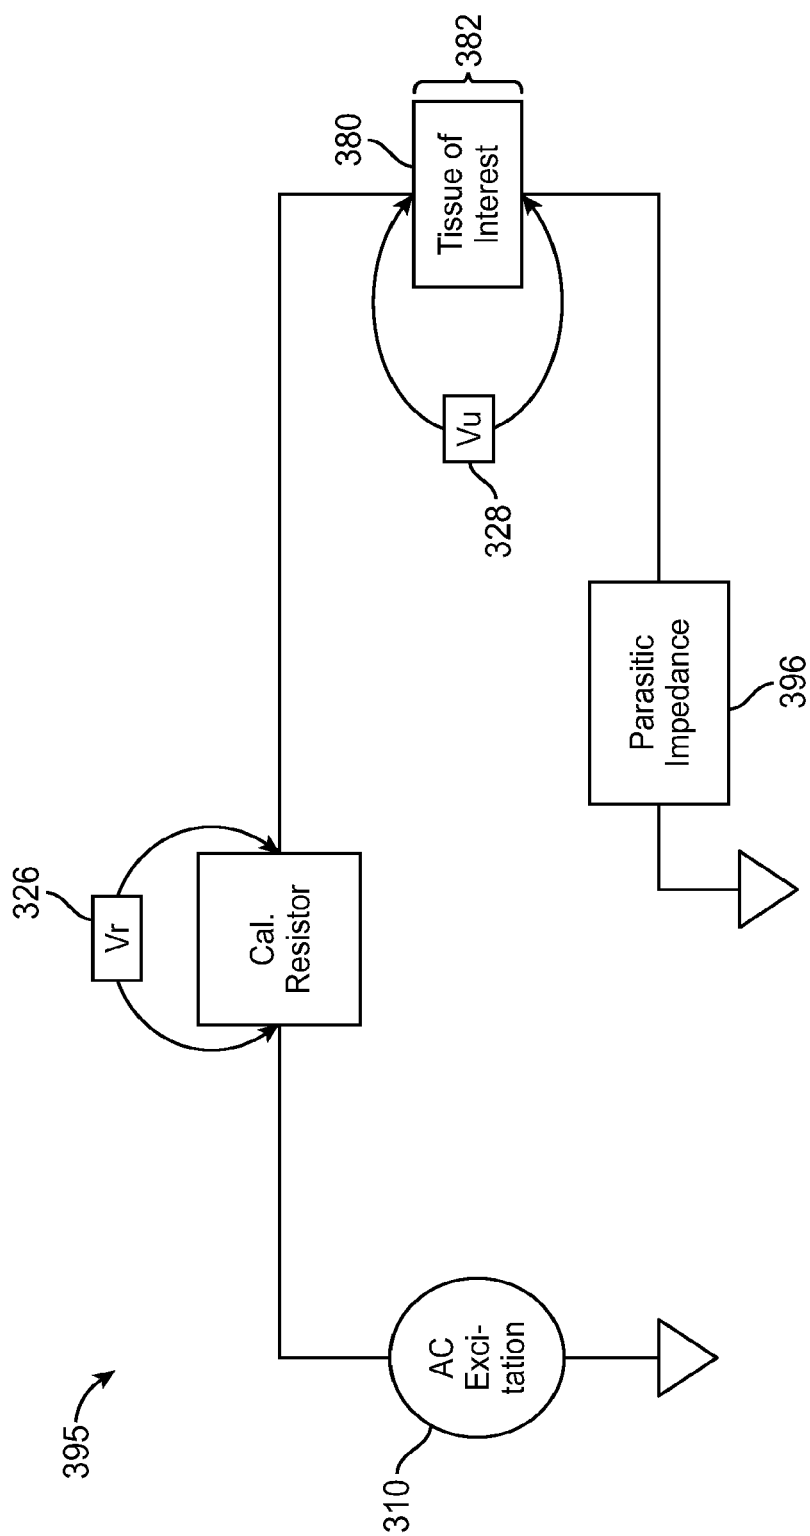 395
310
AC
Exci-
tation
326
Vr
Cal.
Resistor
328
Vu
380
382
Tissue of
Interest
Parasitic
Impedance
396